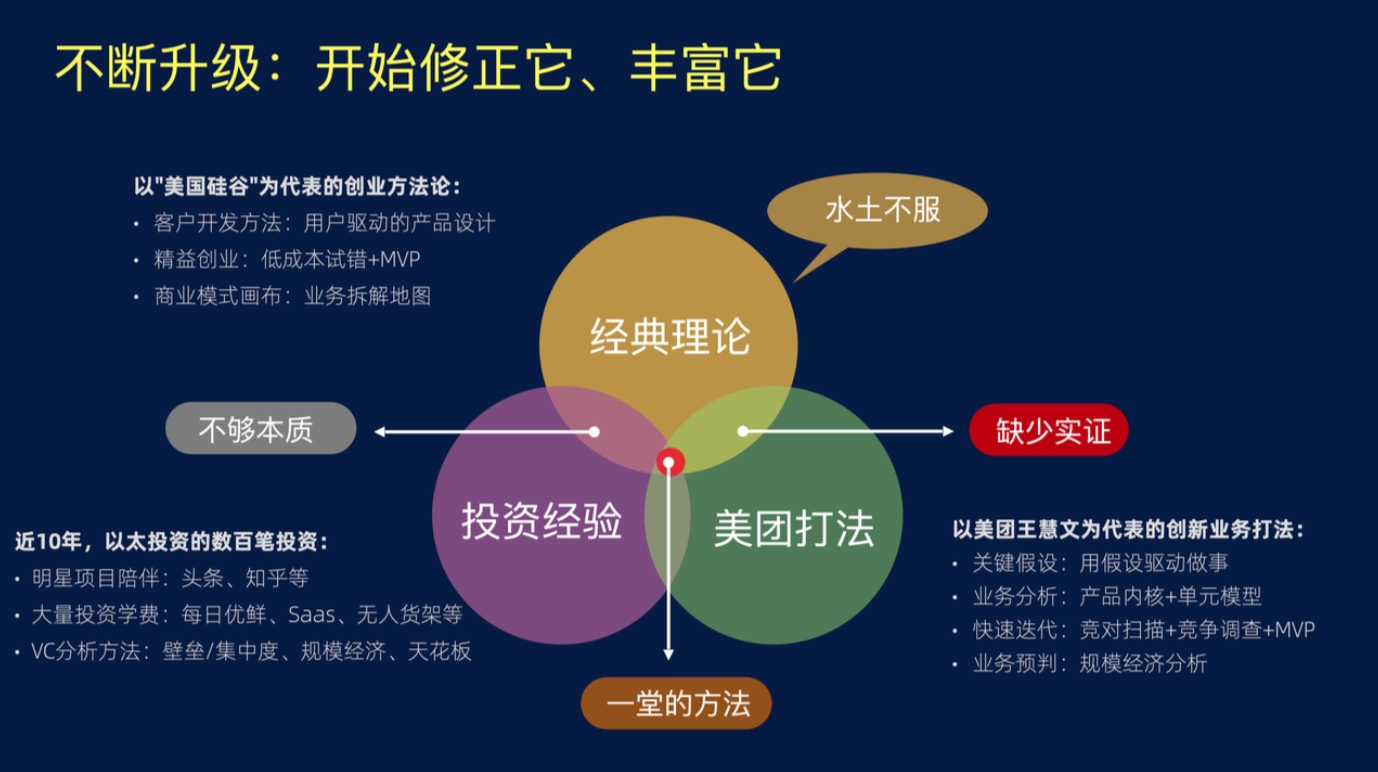 不断升级：开始修正它、丰富它
以"美国硅谷"为代表的创业方法论：
• 客户开发方法：用户驱动的产品设计
• 精益创业：低成本试错+MVP
• 商业模式画布：业务拆解地图
水土不服
经典理论
不够本质
缺少实证
投资经验
美团打法
近10年，以太投资的数百笔投资：
• 明星项目陪伴：头条、知乎等
• 大量投资学费：每日优鲜、Saas、无人货架等
• VC分析方法：壁垒/集中度、规模经济、天花板
以美团王慧文为代表的创新业务打法：
• 关键假设：用假设驱动做事
• 业务分析：产品内核+单元模型
• 快速迭代：竞对扫描+竞争调查+MVP
• 业务预判：规模经济分析
一堂的方法